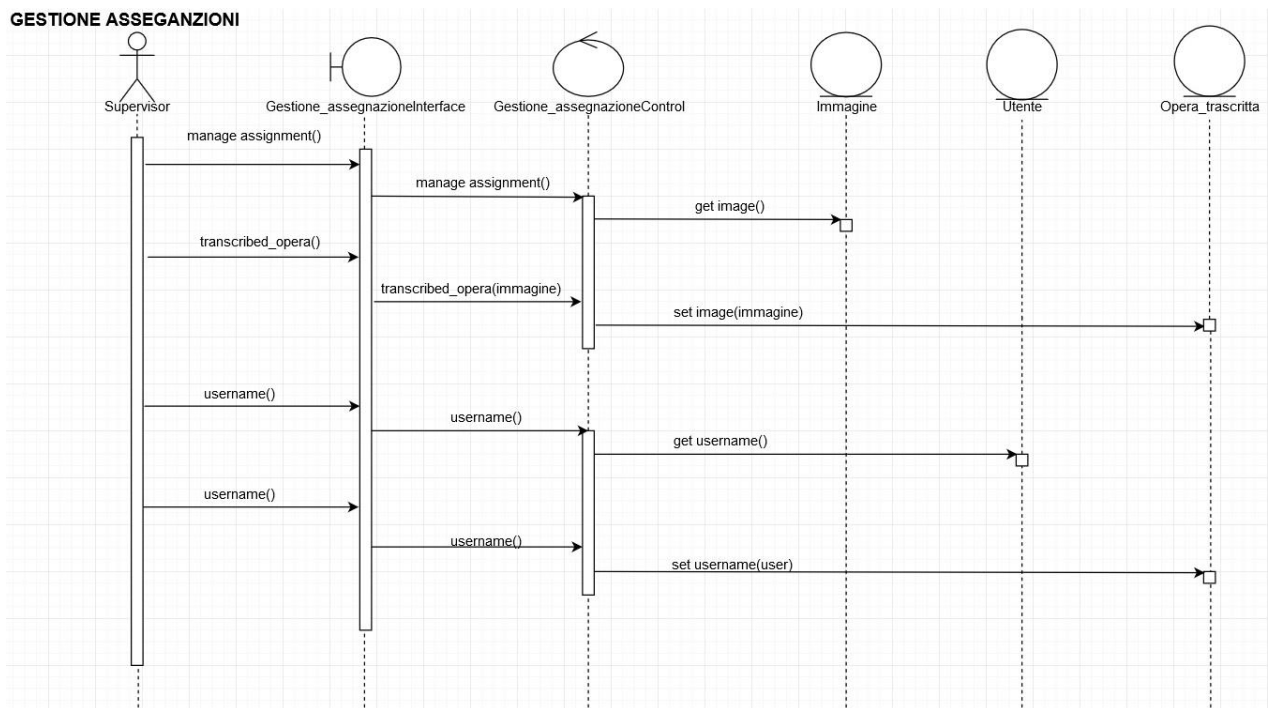 GESTIONE ASSEGANZIONI
Supervisor
Gestione_assegnazioneInterface
Gestione_assegnazioneControl
Immagine
Utente
Opera_trascritta
manage assignment()
manage assignment()
get image()
transcribed_opera()
transcribed_opera(immagine)
set image(immagine)
username()
username()
get username()
username()
username()
set username(user)